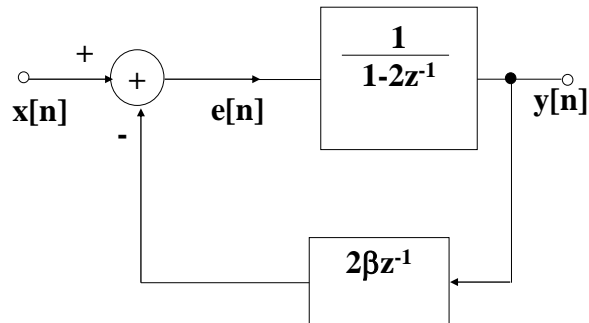 1
1-2z⁻¹
+
+
x[n]
-
e[n]
y[n]
2βz⁻¹